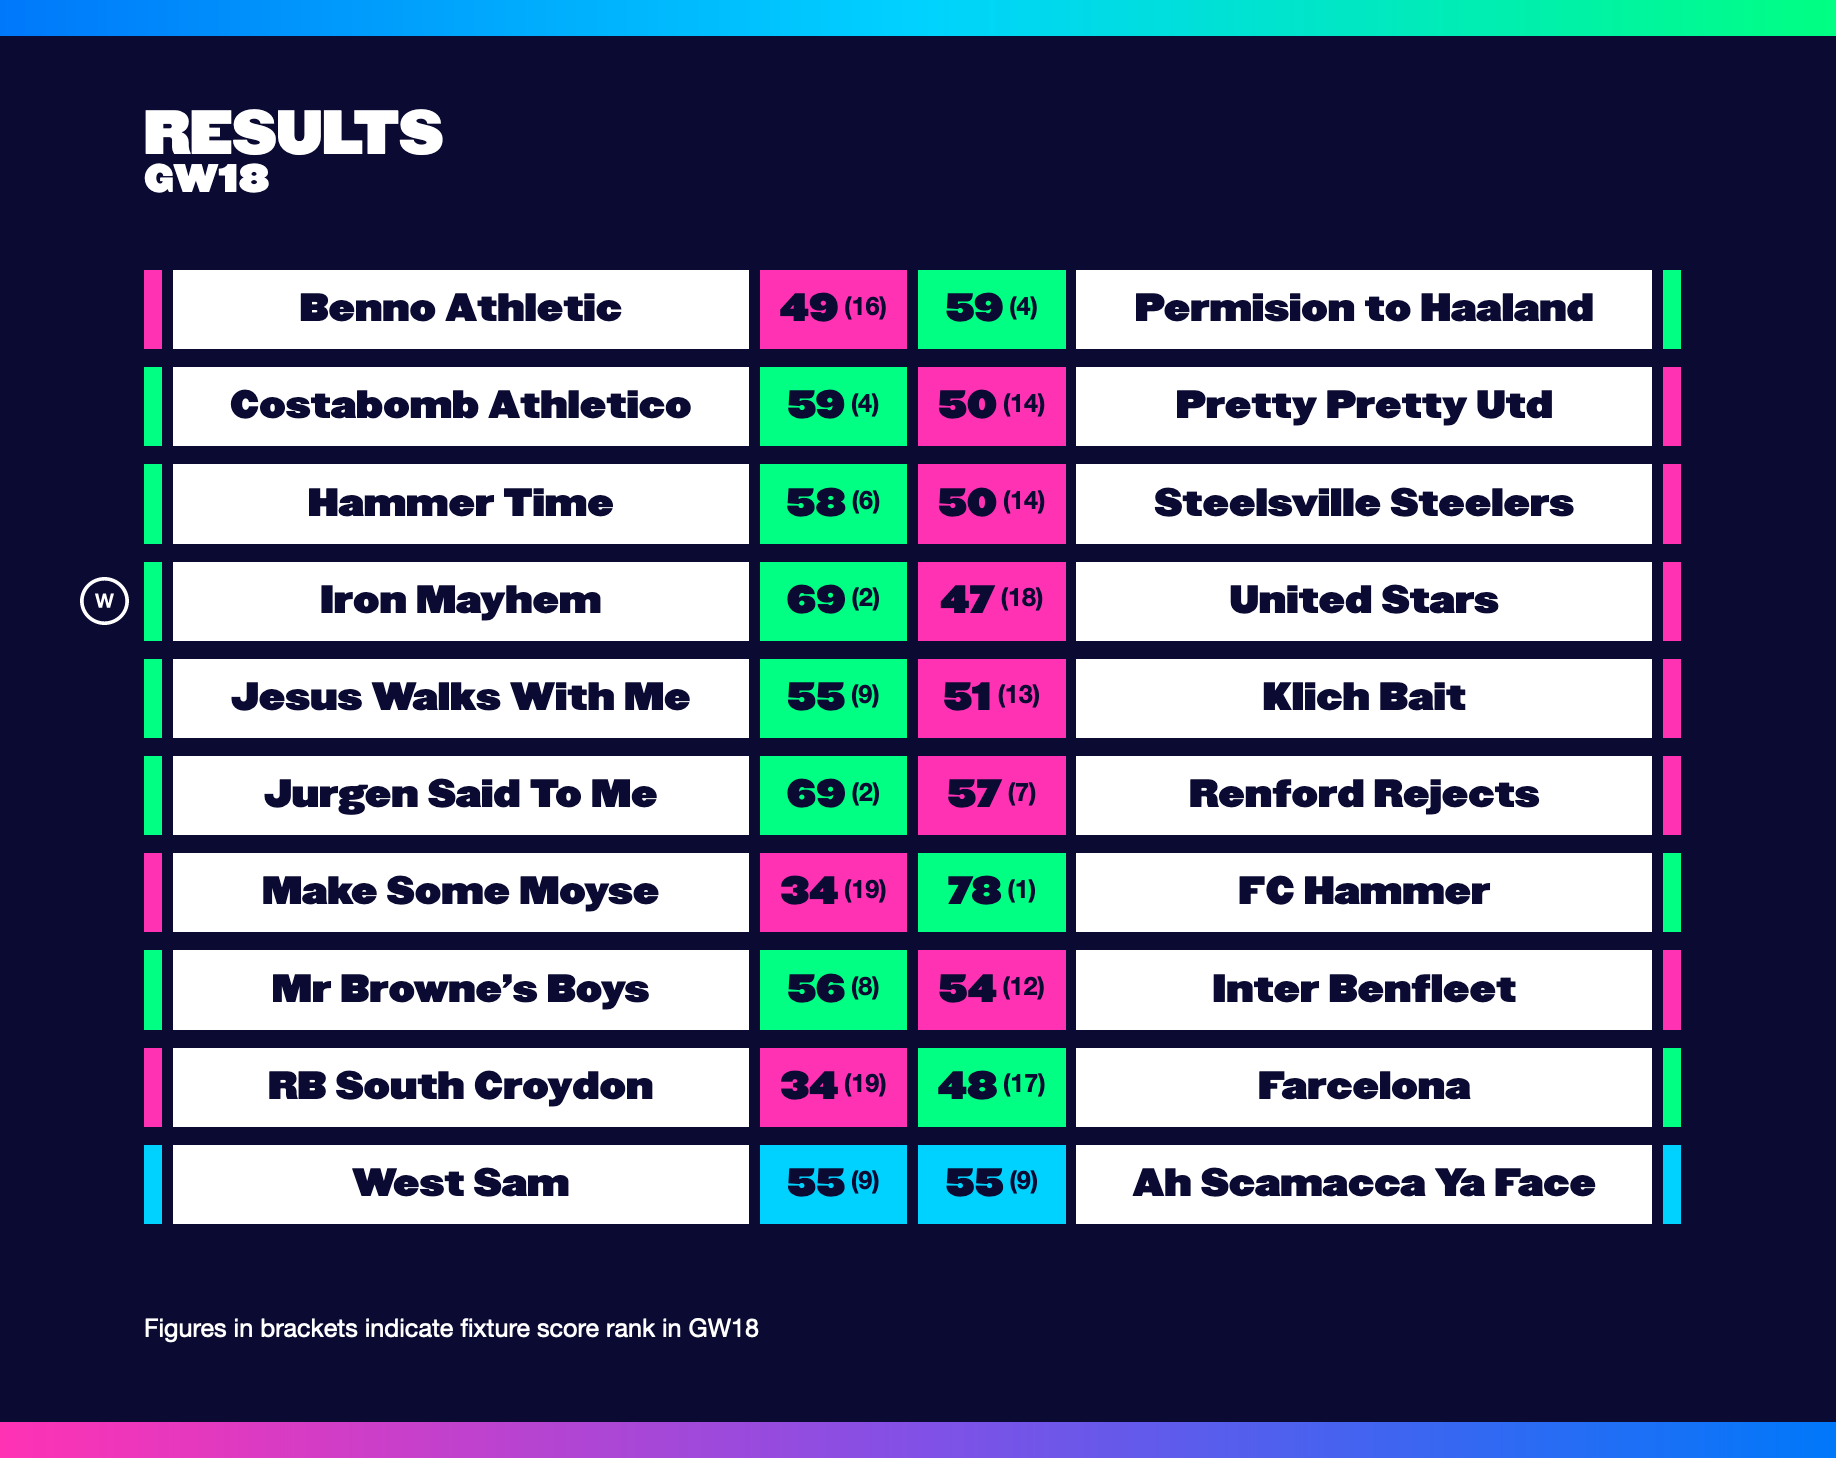 RESULTS
GW18
Benno Athletic 49 (16) 59 (4) Permision to Haaland
Costabomb Athletico 59 (4) 50 (14) Pretty Pretty Utd
Hammer Time 58 (6) 50 (14) Steelsville Steelers
W Iron Mayhem 69 (2) 47 (18) United Stars
Jesus Walks With Me 55 (9) 51 (13) Klich Bait
Jurgen Said To Me 69 (2) 57 (7) Renford Rejects
Make Some Moyse 34 (19) 78 (1) FC Hammer
Mr Browne’s Boys 56 (8) 54 (12) Inter Benfleet
RB South Croydon 34 (19) 48 (17) Farcelona
West Sam 55 (9) 55 (9) Ah Scamacca Ya Face
Figures in brackets indicate fixture score rank in GW18